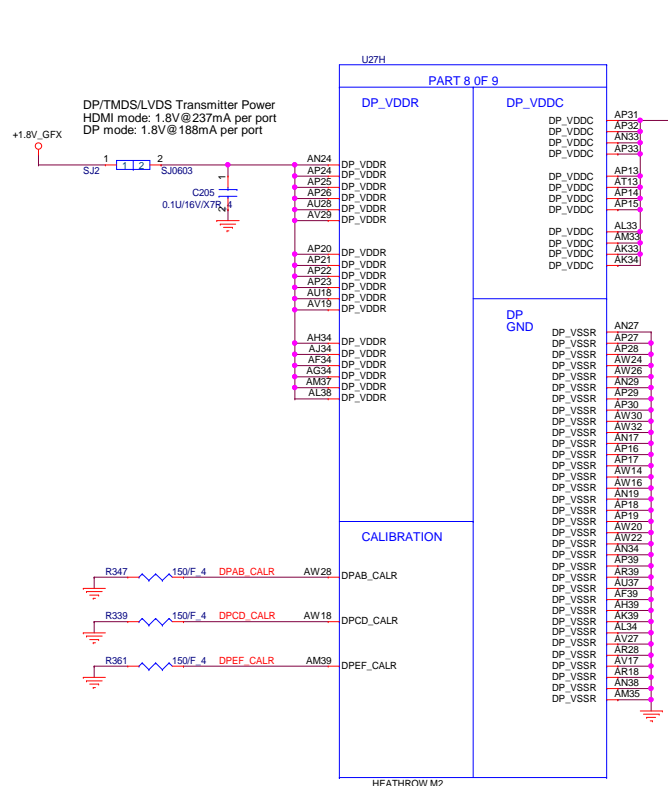 U27H
PART 8 0F 9
DP/TMDS/LVDS Transmitter Power
HDMI mode: 1.8V@237mA per port
DP mode: 1.8V@188mA per port
+1.8V_GFX
1 2
SJ2 1 2 SJ0603
1
C205
0.1U/16V/X7R_4
2
DP_VDDR
AN24 DP_VDDR
AP24 DP_VDDR
AP25 DP_VDDR
AP26 DP_VDDR
AU28 DP_VDDR
AV29 DP_VDDR
AP20 DP_VDDR
AP21 DP_VDDR
AP22 DP_VDDR
AP23 DP_VDDR
AU18 DP_VDDR
AV19 DP_VDDR
AH34 DP_VDDR
AJ34 DP_VDDR
AF34 DP_VDDR
AG34 DP_VDDR
AM37 DP_VDDR
AL38 DP_VDDR
DP_VDDC
DP_VDDC AP31
DP_VDDC AP32
DP_VDDC AN33
DP_VDDC AP33
DP_VDDC AP13
DP_VDDC AT13
DP_VDDC AP14
DP_VDDC AP15
DP_VDDC AL33
DP_VDDC AM33
DP_VDDC AK33
DP_VDDC AK34
DP
GND
DP_VSSR AN27
DP_VSSR AP27
DP_VSSR AP28
DP_VSSR AW24
DP_VSSR AW26
DP_VSSR AN29
DP_VSSR AP29
DP_VSSR AP30
DP_VSSR AW30
DP_VSSR AW32
DP_VSSR AN17
DP_VSSR AP16
DP_VSSR AP17
DP_VSSR AW14
DP_VSSR AW16
DP_VSSR AN19
DP_VSSR AP18
DP_VSSR AP19
DP_VSSR AW20
DP_VSSR AW22
DP_VSSR AN34
DP_VSSR AP39
DP_VSSR AR39
DP_VSSR AU37
DP_VSSR AF39
DP_VSSR AH39
DP_VSSR AK39
DP_VSSR AL34
DP_VSSR AV27
DP_VSSR AR28
DP_VSSR AV17
DP_VSSR AR18
DP_VSSR AN38
DP_VSSR AM35
CALIBRATION
R347 150/F_4 DPAB_CALR AW28 DPAB_CALR
R339 150/F_4 DPCD_CALR AW18 DPCD_CALR
R361 150/F_4 DPEF_CALR AM39 DPEF_CALR
HEATHROW M2